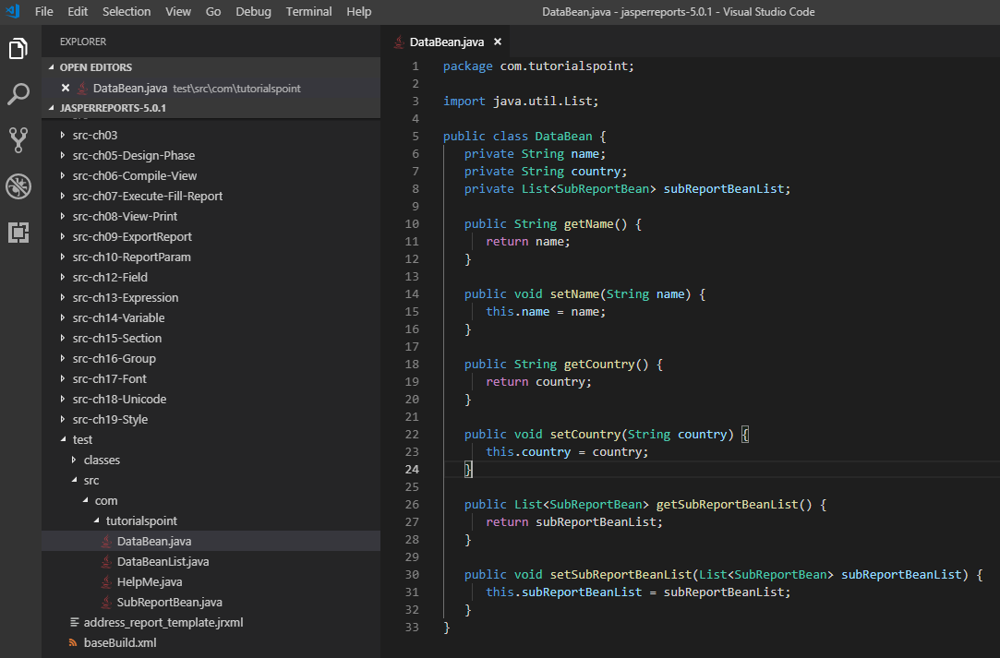 File Edit Selection View Go Debug Terminal Help
DataBean.java - jasperreports-5.0.1 - Visual Studio Code
EXPLORER
OPEN EDITORS
DataBean.java test\src\com\tutorialspoint
JASPERREPORTS-5.0.1
src-ch03
src-ch05-Design-Phase
src-ch06-Compile-View
src-ch07-Execute-Fill-Report
src-ch08-View-Print
src-ch09-ExportReport
src-ch10-ReportParam
src-ch12-Field
src-ch13-Expression
src-ch14-Variable
src-ch15-Section
src-ch16-Group
src-ch17-Font
src-ch18-Unicode
src-ch19-Style
test
classes
src
com
tutorialspoint
DataBean.java
DataBeanList.java
HelpMe.java
SubReportBean.java
address_report_template.jrxml
baseBuild.xml
DataBean.java ×
1 package com.tutorialspoint;
2
3 import java.util.List;
4
5 public class DataBean {
6 private String name;
7 private String country;
8 private List<SubReportBean> subReportBeanList;
9
10 public String getName() {
11 return name;
12 }
13
14 public void setName(String name) {
15 this.name = name;
16 }
17
18 public String getCountry() {
19 return country;
20 }
21
22 public void setCountry(String country) {
23 this.country = country;
24 }
25
26 public List<SubReportBean> getSubReportBeanList() {
27 return subReportBeanList;
28 }
29
30 public void setSubReportBeanList(List<SubReportBean> subReportBeanList) {
31 this.subReportBeanList = subReportBeanList;
32 }
33 }